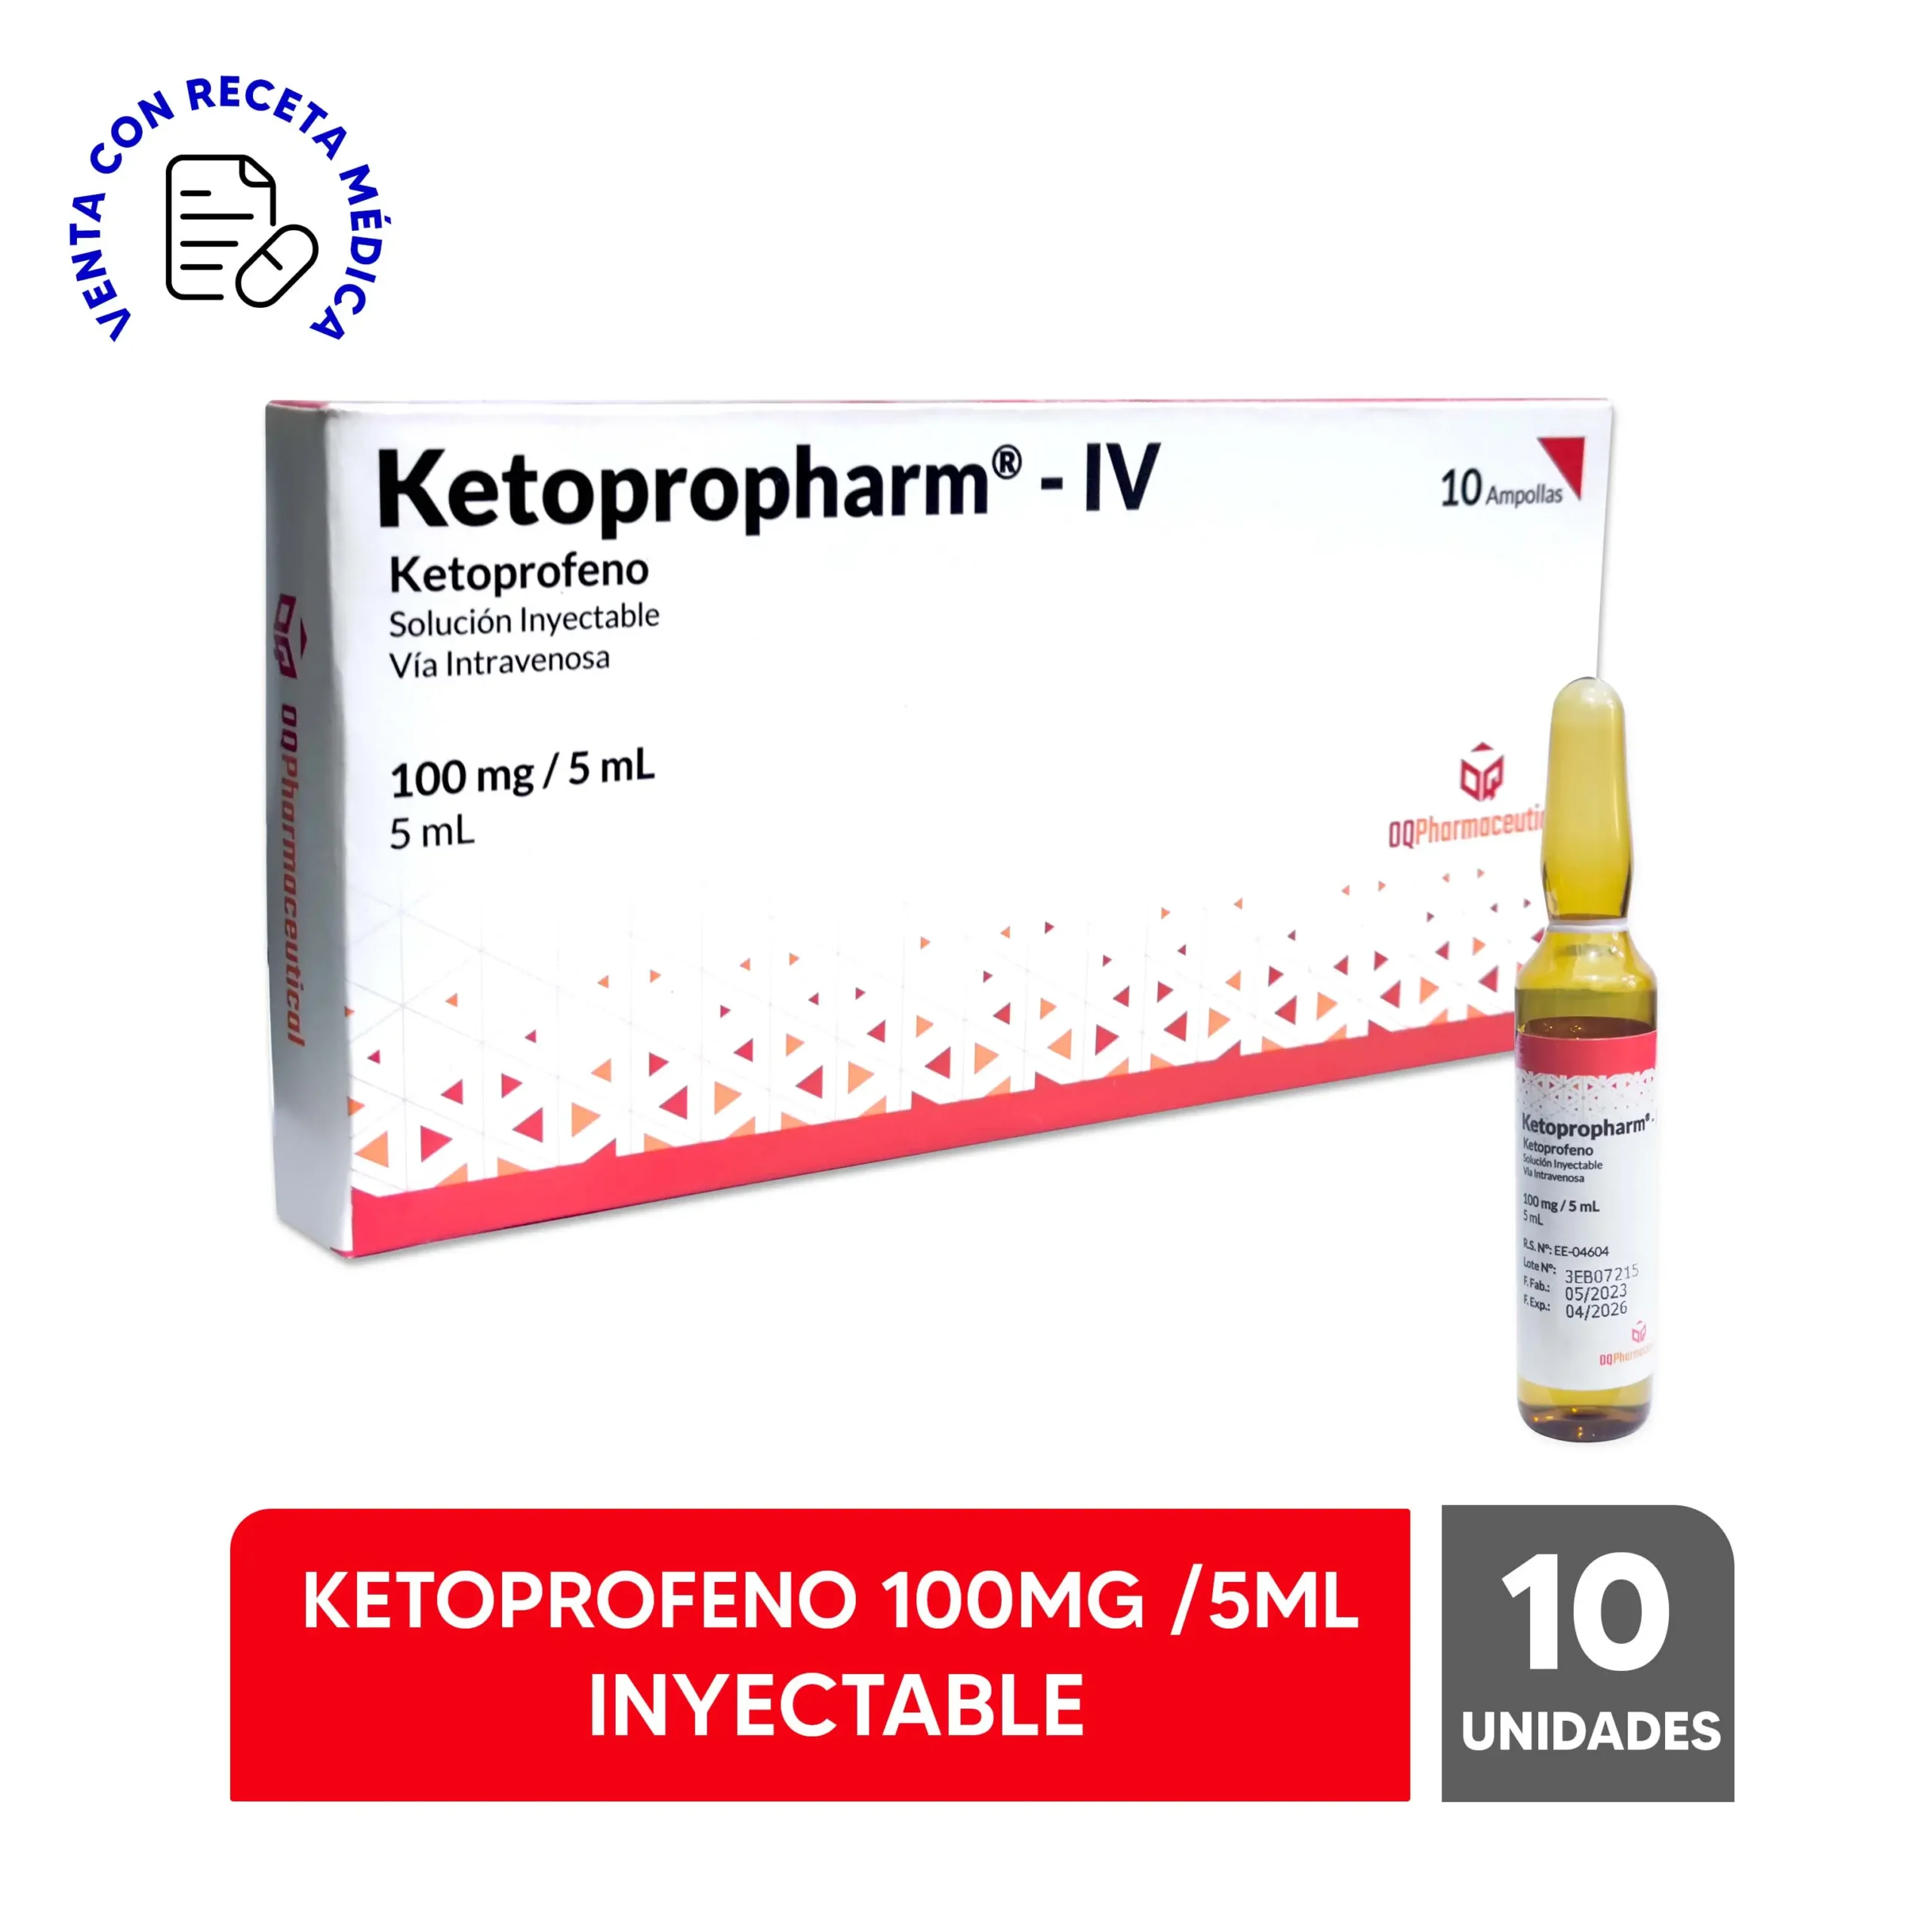 VENTA CON RECETA MÉDICA
Ketopropharm® - IV
10 Ampollas
Ketoprofeno
Solución Inyectable
Vía Intravenosa
100 mg / 5 mL
5 mL
OQPharmaceutical
Ketopropharm® -
Ketoprofeno
Solución Inyectable
Vía Intravenosa
100 mg / 5 mL
5 mL
R.S. Nº: EE-04604
Lote Nº: 3EB07215
F. Fab.: 05/2023
F. Exp.: 04/2026
KETOPROFENO 100MG /5ML
INYECTABLE
10
UNIDADES